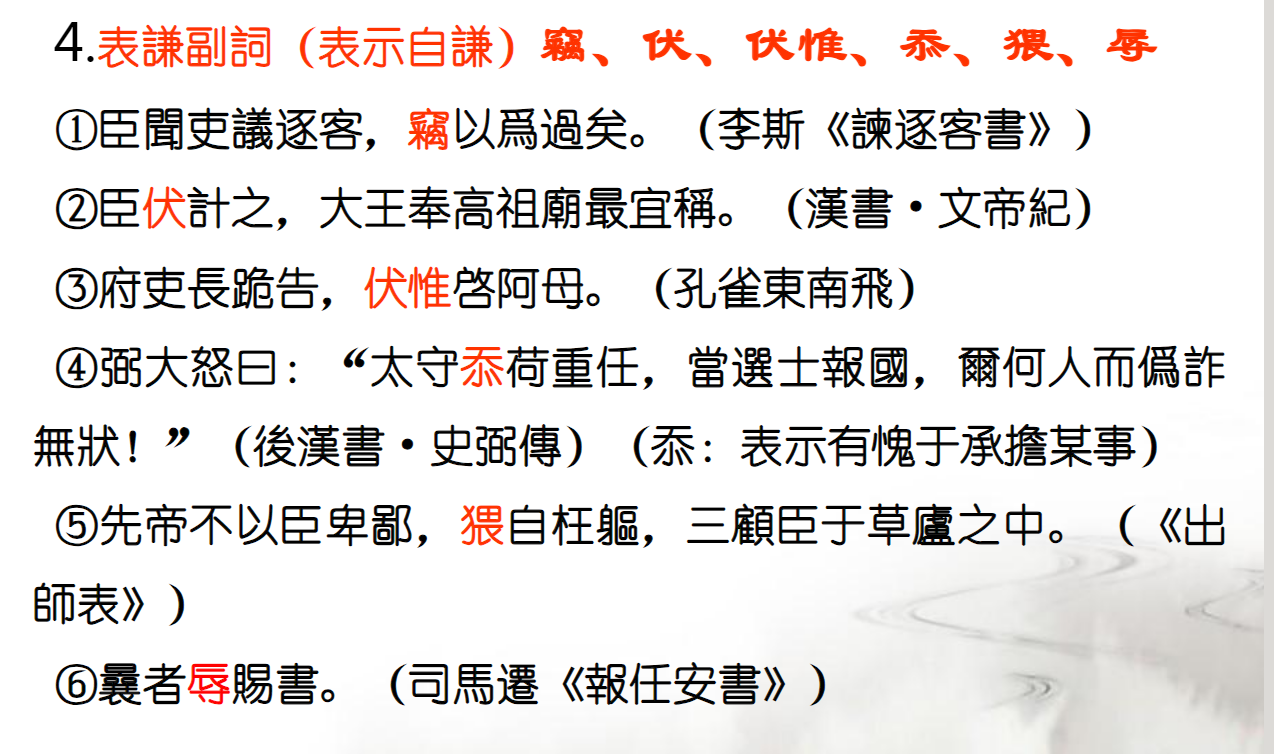 4.表謙副詞（表示自謙）竊、伏、伏惟、忝、猥、辱
①臣聞吏議逐客，竊以爲過矣。（李斯《諫逐客書》）
②臣伏計之，大王奉高祖廟最宜稱。（漢書·文帝紀）
③府吏長跪告，伏惟啓阿母。（孔雀東南飛）
④弼大怒曰：“太守忝荷重任，當選士報國，爾何人而僞詐
無狀！”（後漢書·史弼傳）（忝：表示有愧于承擔某事）
⑤先帝不以臣卑鄙，猥自枉軀，三顧臣于草廬之中。（《出
師表》）
⑥曩者辱賜書。（司馬遷《報任安書》）